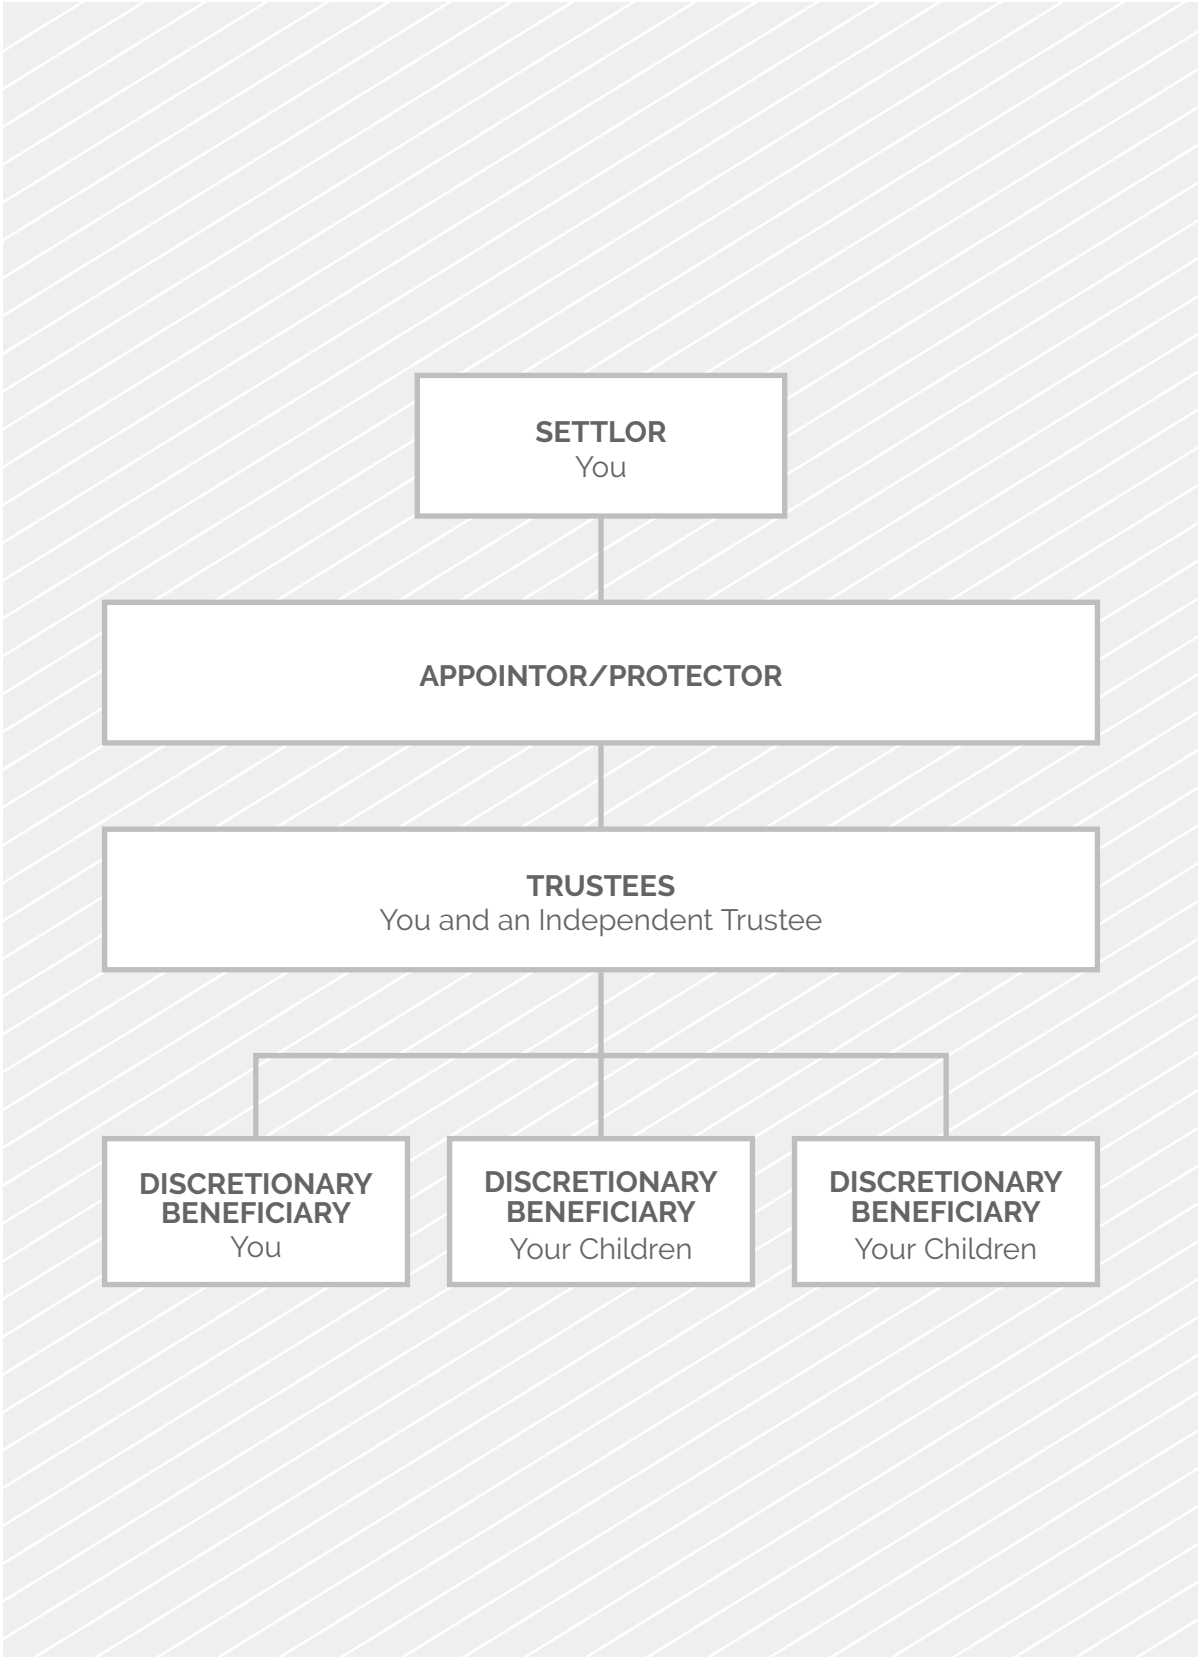 SETTLOR
You
APPOINTOR/PROTECTOR
TRUSTEES
You and an Independent Trustee
DISCRETIONARY
BENEFICIARY
You
DISCRETIONARY
BENEFICIARY
Your Children
DISCRETIONARY
BENEFICIARY
Your Children